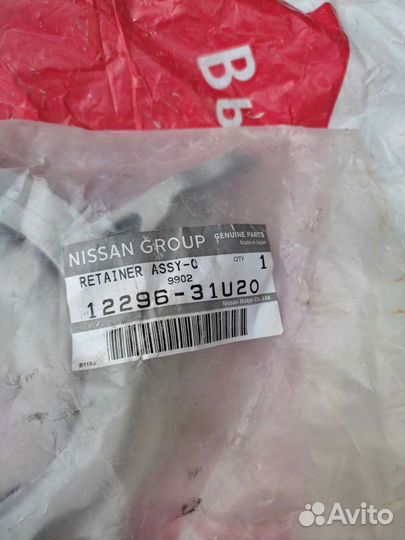 Вы
NISSAN GROUP
GENUINE PARTS
Made in Japan
RETAINER ASSY-O
QTY 1
9902
12296-31U20
Nissan Motor Co., Ltd.
Avito